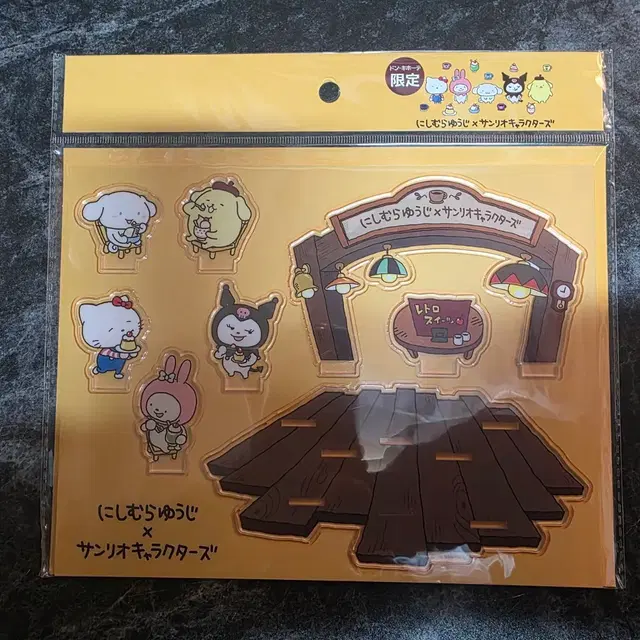 ドン・キホーテ
限定
にしむらゆうじ×サンリオキャラクターズ
にしむらゆうじ×サンリオキャラクターズ
レトロ
スイーツ
にしむらゆうじ
×
サンリオキャラクターズ